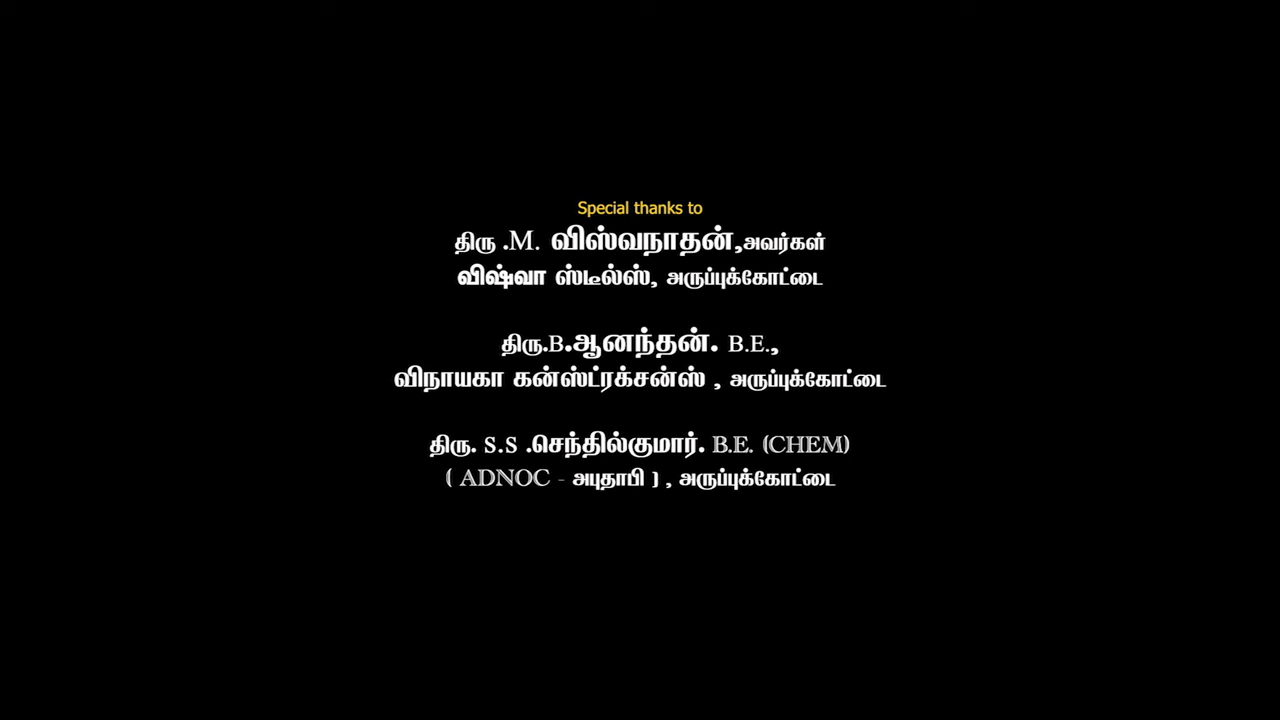 Special thanks to
திரு .M. விஸ்வநாதன்,அவர்கள்
விஷ்வா ஸ்டீல்ஸ், அருப்புக்கோட்டை
திரு.B.ஆனந்தன். B.E.,
விநாயகா கன்ஸ்ட்ரக்சன்ஸ் , அருப்புக்கோட்டை
திரு. S.S .செந்தில்குமார். B.E. (CHEM)
( ADNOC - அபுதாபி ) , அருப்புக்கோட்டை